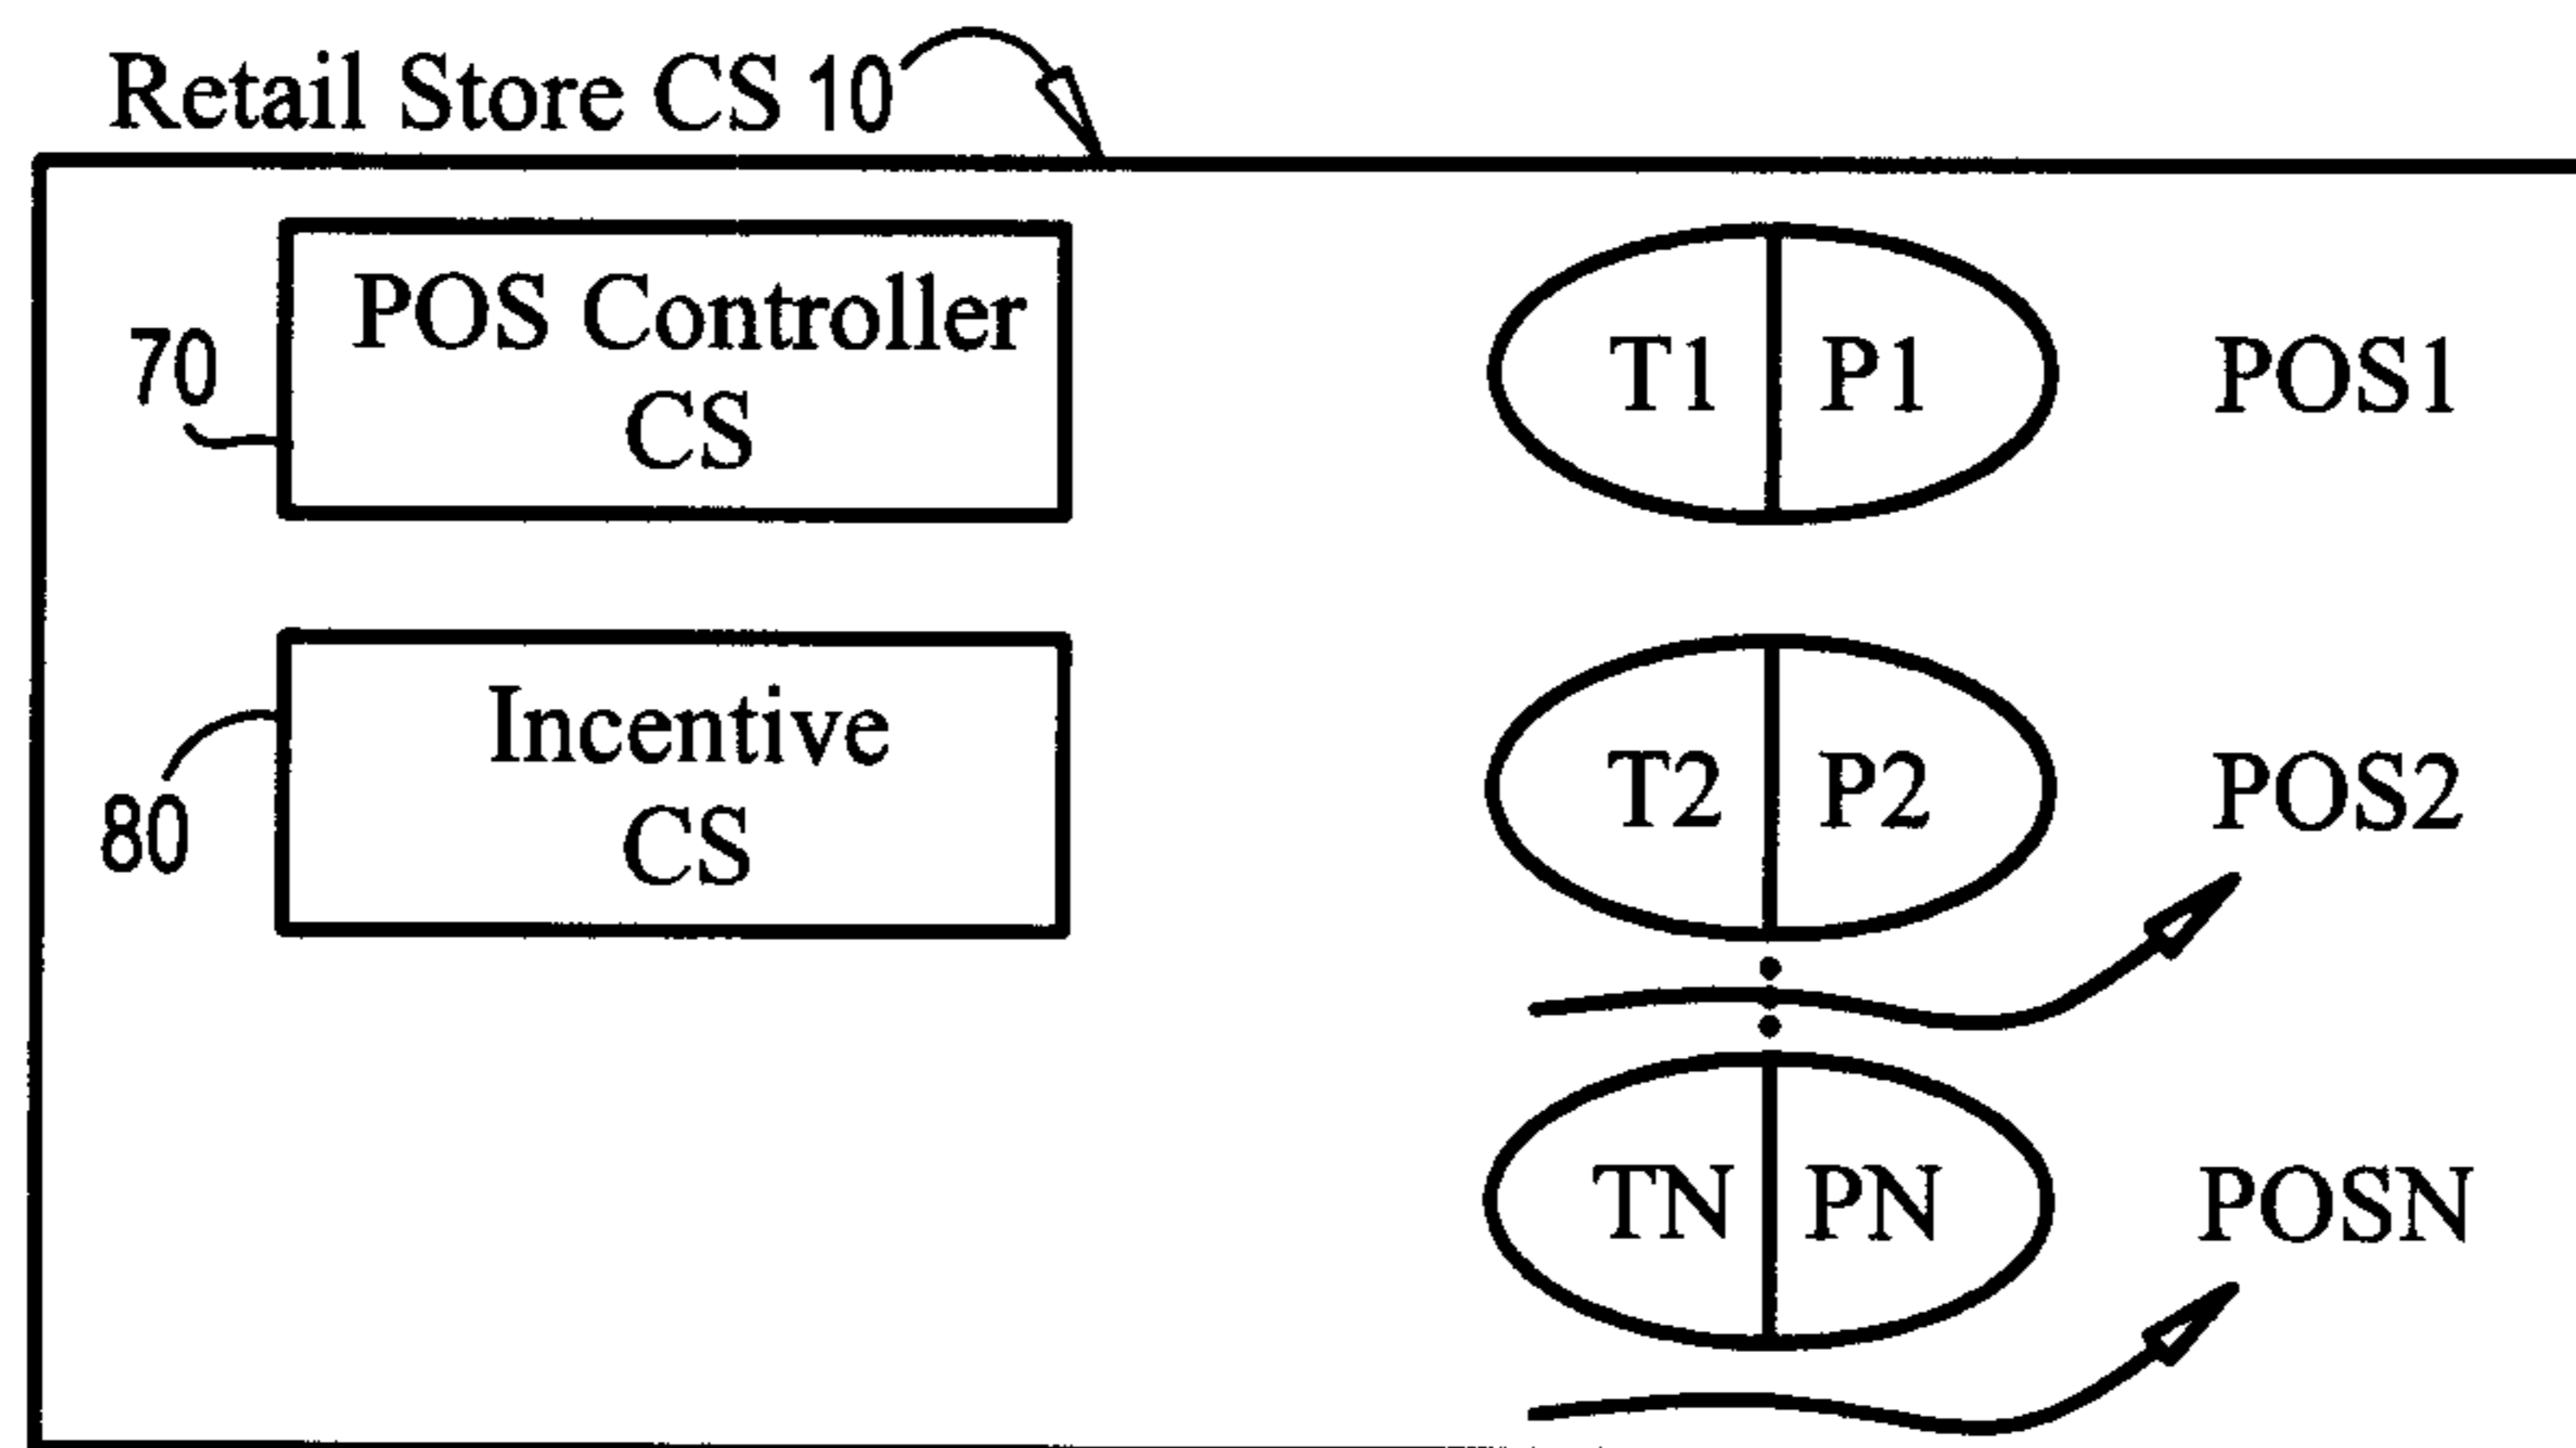 Retail Store CS 10
POS Controller
CS
70
T1 P1 POS1
Incentive
CS
80
T2 P2 POS2
TN PN POSN